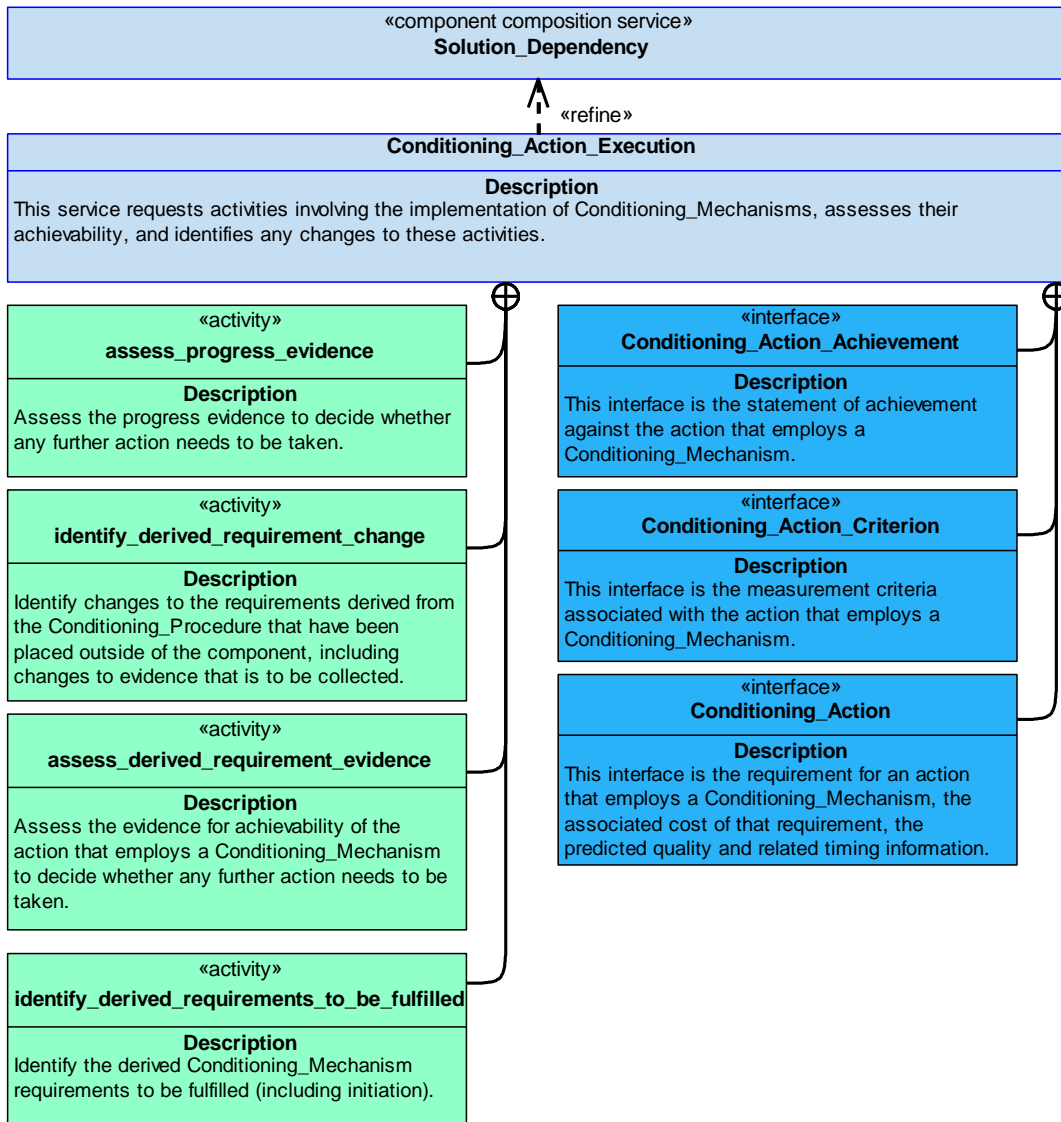 «component composition service»
Solution_Dependency
«refine»
Conditioning_Action_Execution
Description
This service requests activities involving the implementation of Conditioning_Mechanisms, assesses their
achievability, and identifies any changes to these activities.
«activity»
assess_progress_evidence
Description
Assess the progress evidence to decide whether
any further action needs to be taken.
«activity»
identify_derived_requirement_change
Description
Identify changes to the requirements derived from
the Conditioning_Procedure that have been
placed outside of the component, including
changes to evidence that is to be collected.
«activity»
assess_derived_requirement_evidence
Description
Assess the evidence for achievability of the
action that employs a Conditioning_Mechanism
to decide whether any further action needs to be
taken.
«activity»
identify_derived_requirements_to_be_fulfilled
Description
Identify the derived Conditioning_Mechanism
requirements to be fulfilled (including initiation).
«interface»
Conditioning_Action_Achievement
Description
This interface is the statement of achievement
against the action that employs a
Conditioning_Mechanism.
«interface»
Conditioning_Action_Criterion
Description
This interface is the measurement criteria
associated with the action that employs a
Conditioning_Mechanism.
«interface»
Conditioning_Action
Description
This interface is the requirement for an action
that employs a Conditioning_Mechanism, the
associated cost of that requirement, the
predicted quality and related timing information.